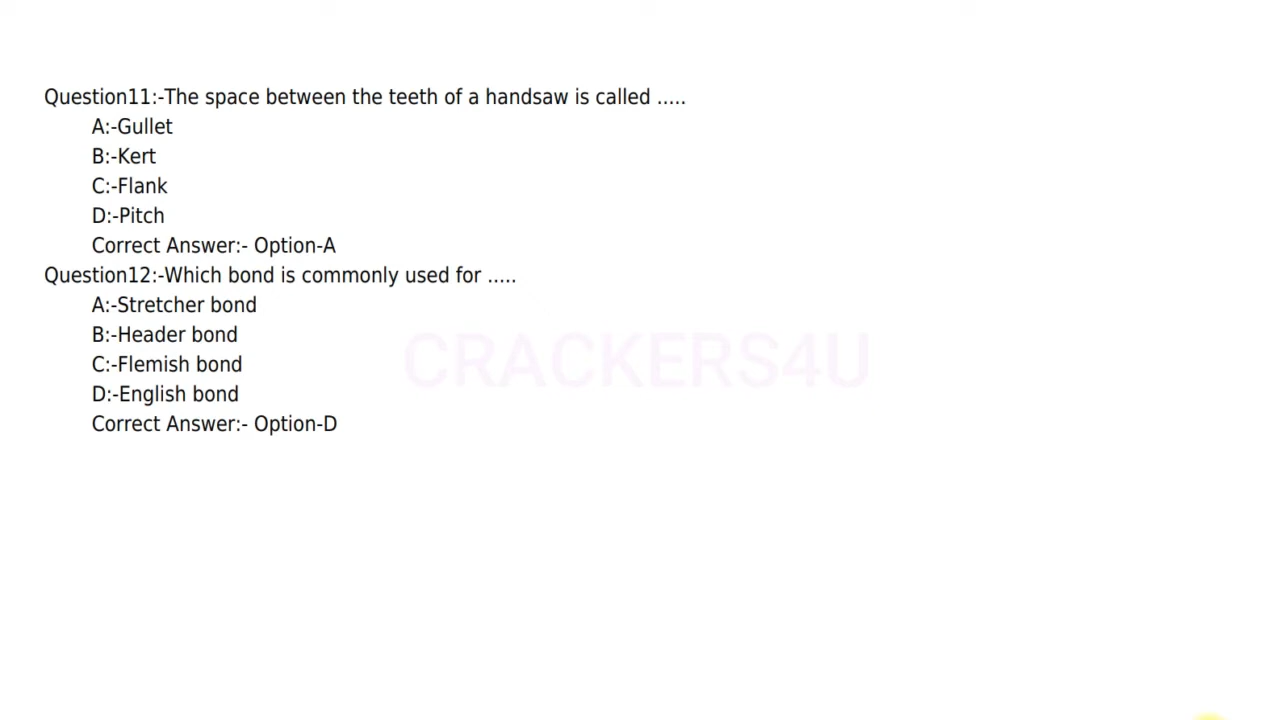 Question11:-The space between the teeth of a handsaw is called .....
A:-Gullet
B:-Kert
C:-Flank
D:-Pitch
Correct Answer:- Option-A
Question12:-Which bond is commonly used for .....
A:-Stretcher bond
B:-Header bond
C:-Flemish bond
D:-English bond
Correct Answer:- Option-D
CRACKERS4U